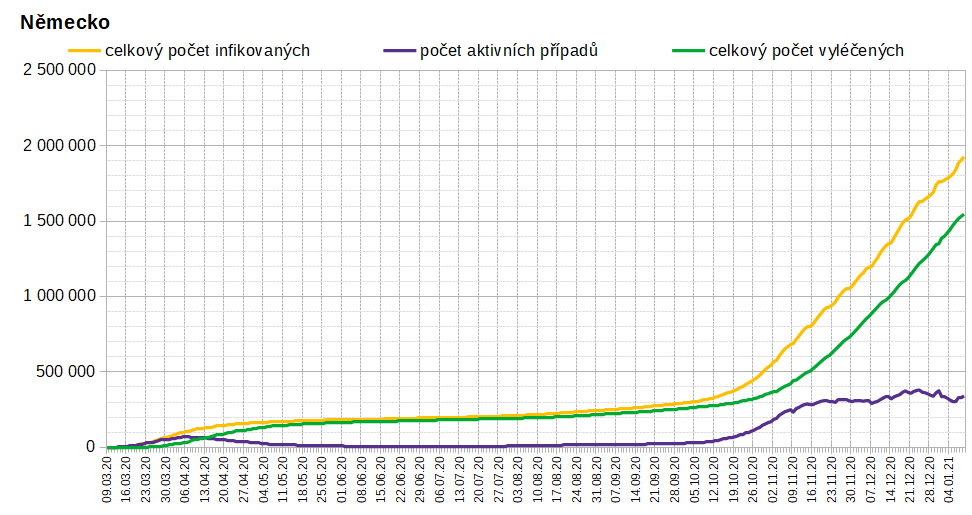 Německo
celkový počet infikovaných počet aktivních případů celkový počet vyléčených
2 500 000
2 000 000
1 500 000
1 000 000
500 000
0
09.03.20 16.03.20 23.03.20 30.03.20 06.04.20 13.04.20 20.04.20 27.04.20 04.05.20 11.05.20 18.05.20 25.05.20 01.06.20 08.06.20 15.06.20 22.06.20 29.06.20 06.07.20 13.07.20 20.07.20 27.07.20 03.08.20 10.08.20 17.08.20 24.08.20 31.08.20 07.09.20 14.09.20 21.09.20 28.09.20 05.10.20 12.10.20 19.10.20 26.10.20 02.11.20 09.11.20 16.11.20 23.11.20 30.11.20 07.12.20 14.12.20 21.12.20 28.12.20 04.01.21